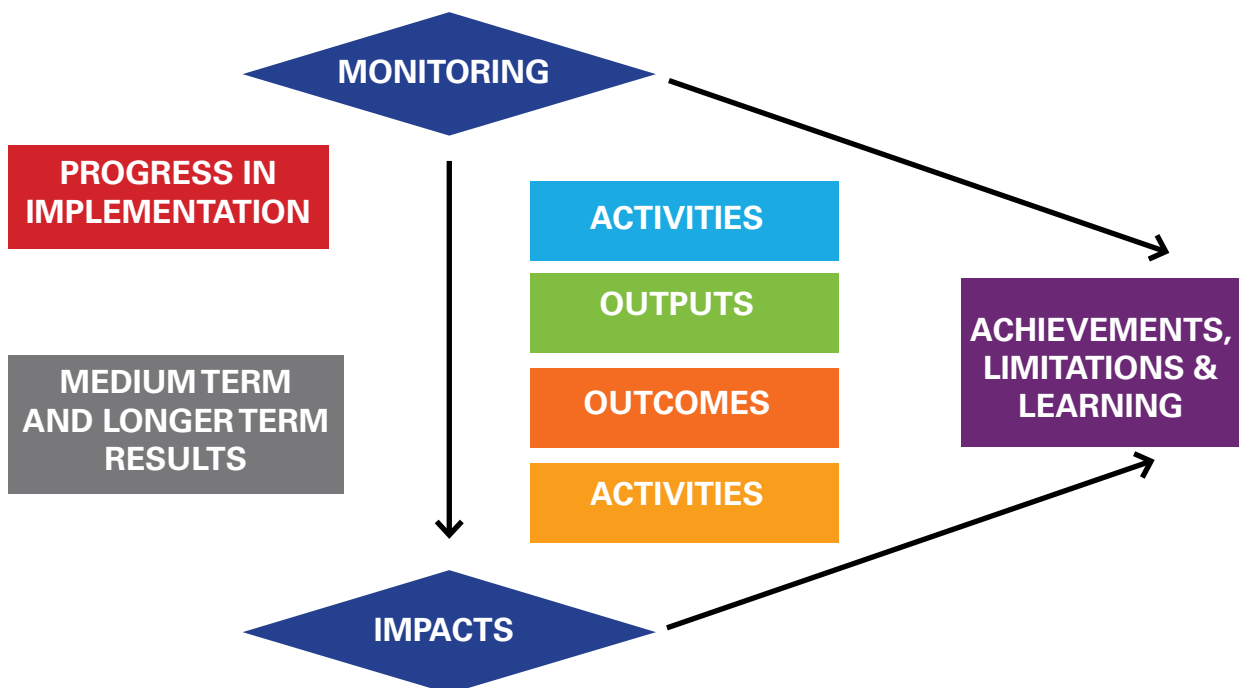 MONITORING
PROGRESS IN
IMPLEMENTATION
ACTIVITIES
OUTPUTS
MEDIUM TERM
AND LONGER TERM
RESULTS
OUTCOMES
ACTIVITIES
ACHIEVEMENTS,
LIMITATIONS &
LEARNING
IMPACTS